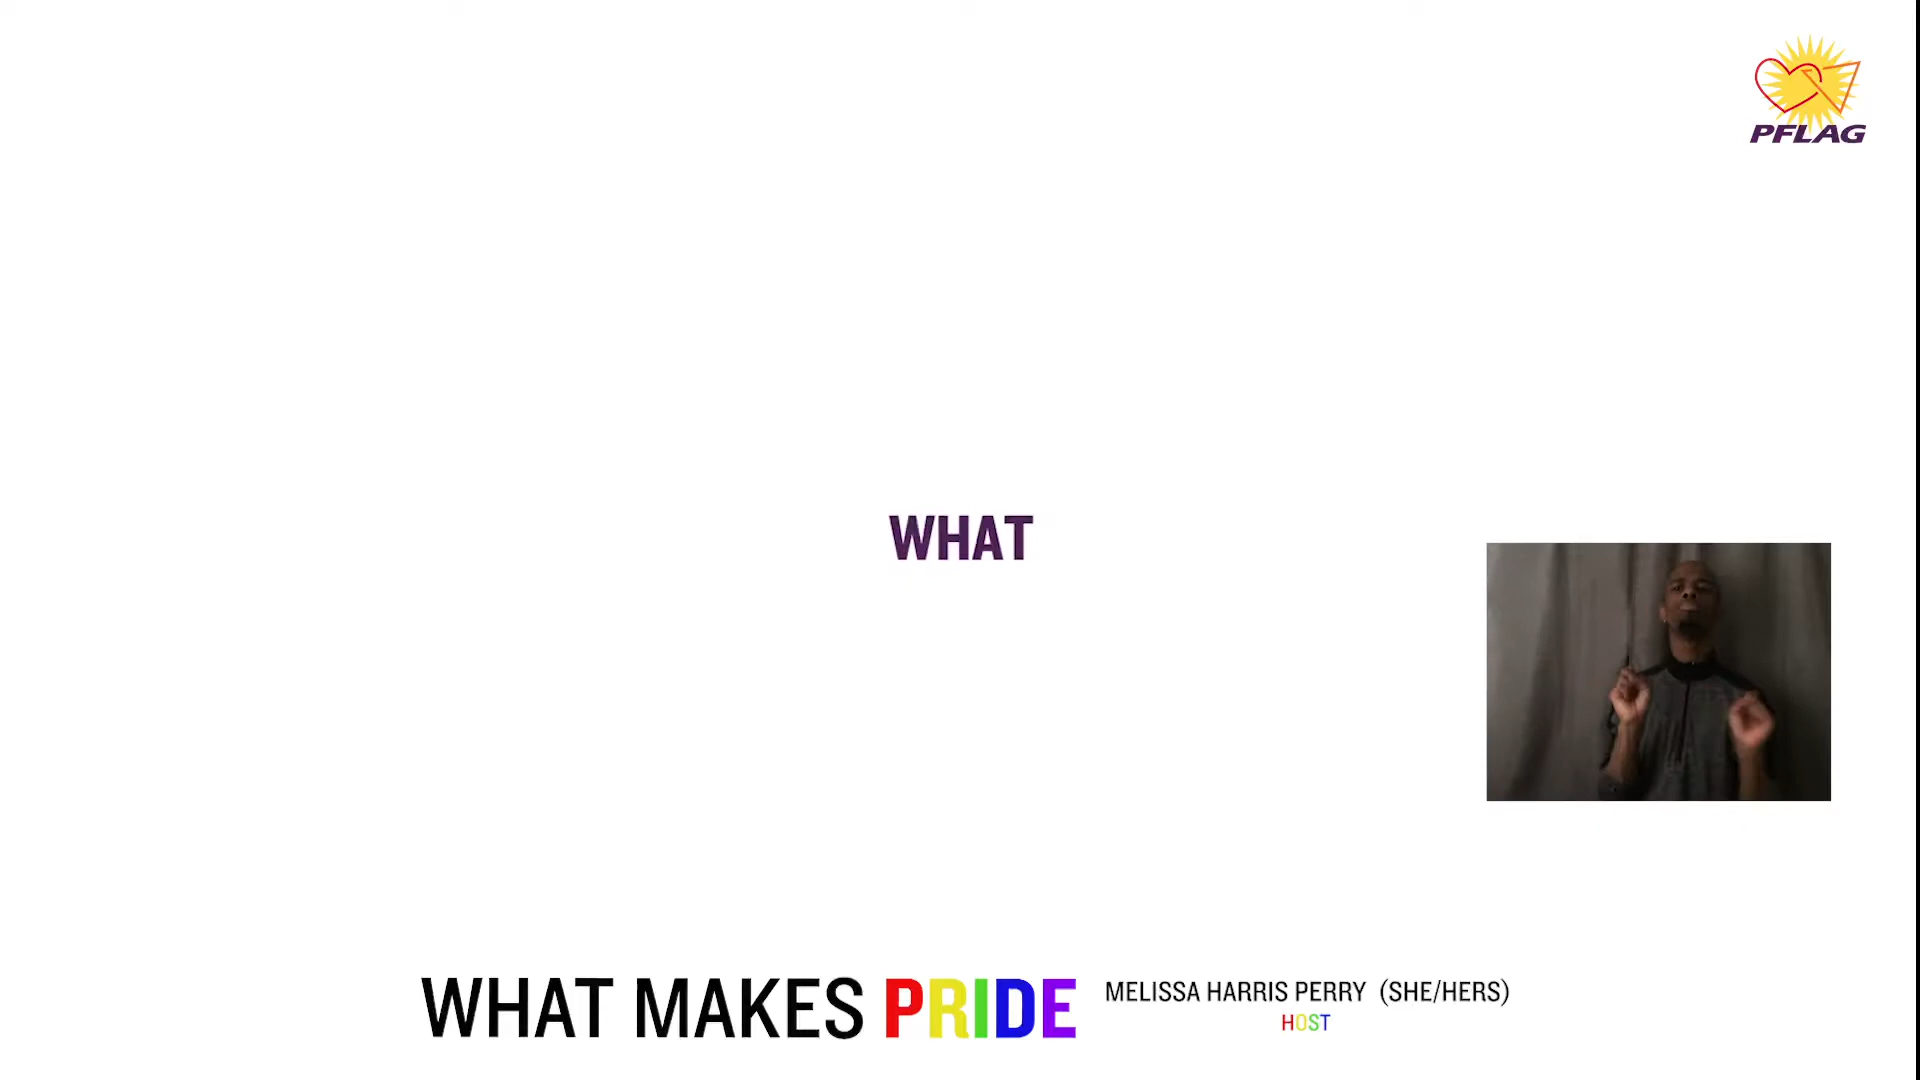 PFLAG
WHAT
WHAT MAKES PRIDE
MELISSA HARRIS PERRY (SHE/HERS)
HOST